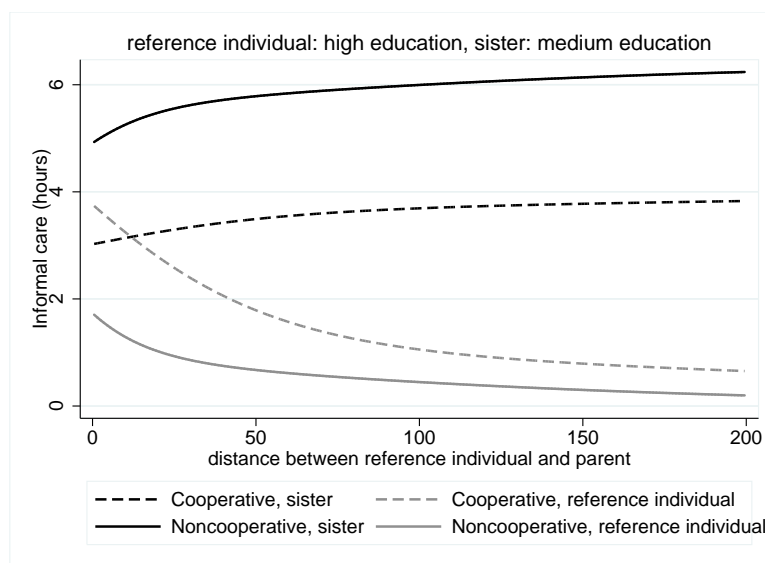 reference individual: high education, sister: medium education
Informal care (hours)
6
4
2
0
0 50 100 150 200
distance between reference individual and parent
Cooperative, sister Cooperative, reference individual
Noncooperative, sister Noncooperative, reference individual